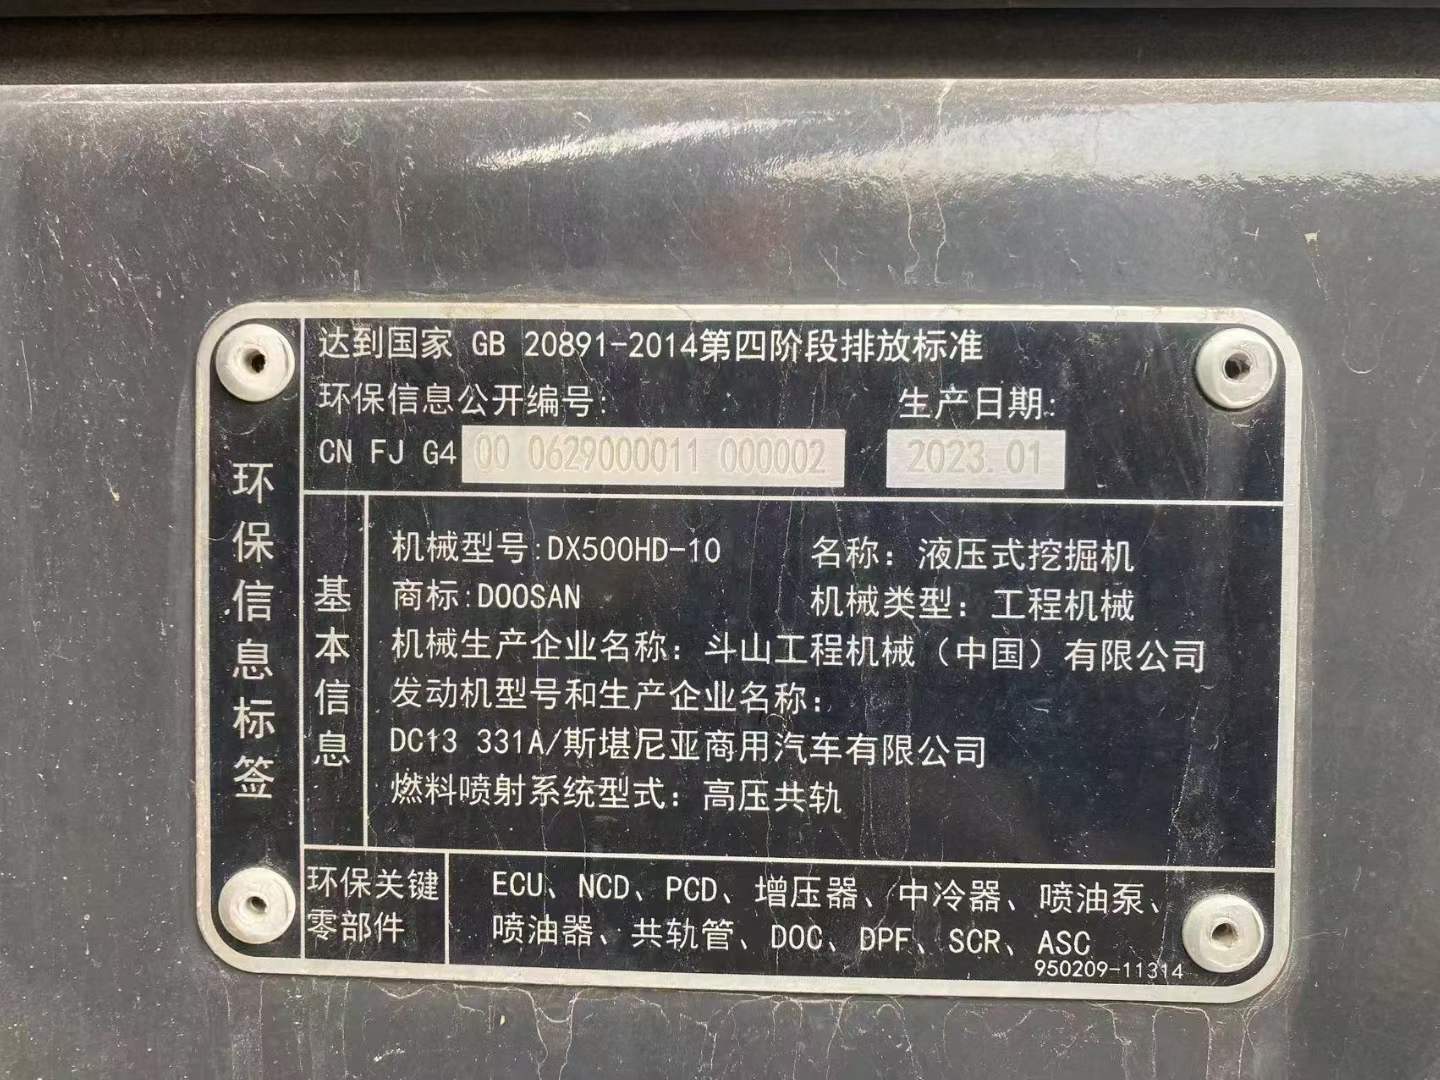 达到国家 GB 20891-2014第四阶段排放标准
环保信息公开编号: 生产日期:
CN FJ G4 00 0629000011 000002 2023.01
环保信息标签
基本信息
机械型号:DX500HD-10 名称：液压式挖掘机
商标:DOOSAN 机械类型：工程机械
机械生产企业名称：斗山工程机械（中国）有限公司
发动机型号和生产企业名称：
DC13 331A/斯堪尼亚商用汽车有限公司
燃料喷射系统型式：高压共轨
环保关键
零部件
ECU、NCD、PCD、增压器、中冷器、喷油泵、
喷油器、共轨管、DOC、DPF、SCR、ASC
950209-11314